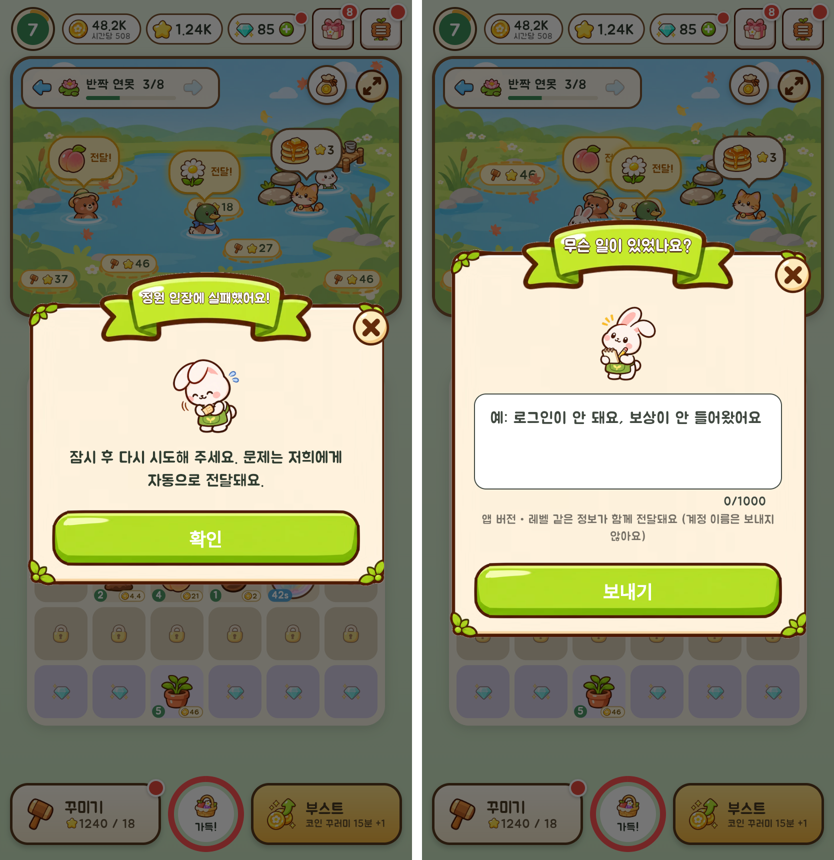 7
48.2K
시간당 508
1.24K
85
8
반짝 연못 3/8
전달!
전달!
3
18
27
46
37
46
정원 입장에 실패했어요!
잠시 후 다시 시도해 주세요. 문제는 저희에게
자동으로 전달돼요.
확인
2
4.4
4
21
1
2
42s
5
46
꾸미기
1240 / 18
가득!
부스트
코인 꾸러미 15분 +1
7
48.2K
시간당 508
1.24K
85
8
반짝 연못 3/8
전달!
3
46
무슨 일이 있었나요?
예: 로그인이 안 돼요, 보상이 안 들어왔어요
0/1000
앱 버전·레벨 같은 정보가 함께 전달돼요 (계정 이름은 보내지
않아요)
보내기
5
46
꾸미기
1240 / 18
가득!
부스트
코인 꾸러미 15분 +1